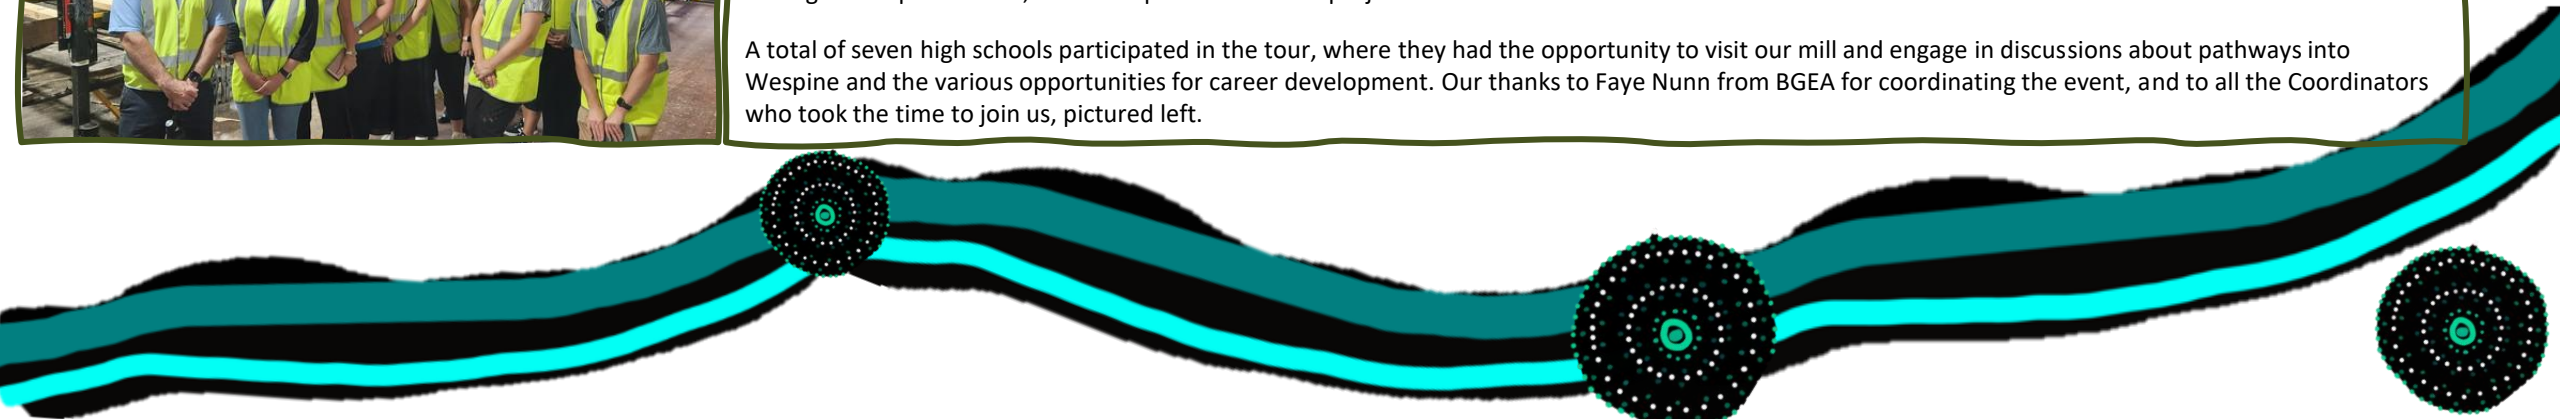 A total of seven high schools participated in the tour, where they had the opportunity to visit our mill and engage in discussions about pathways into
Wespine and the various opportunities for career development. Our thanks to Faye Nunn from BGEA for coordinating the event, and to all the Coordinators
who took the time to join us, pictured left.